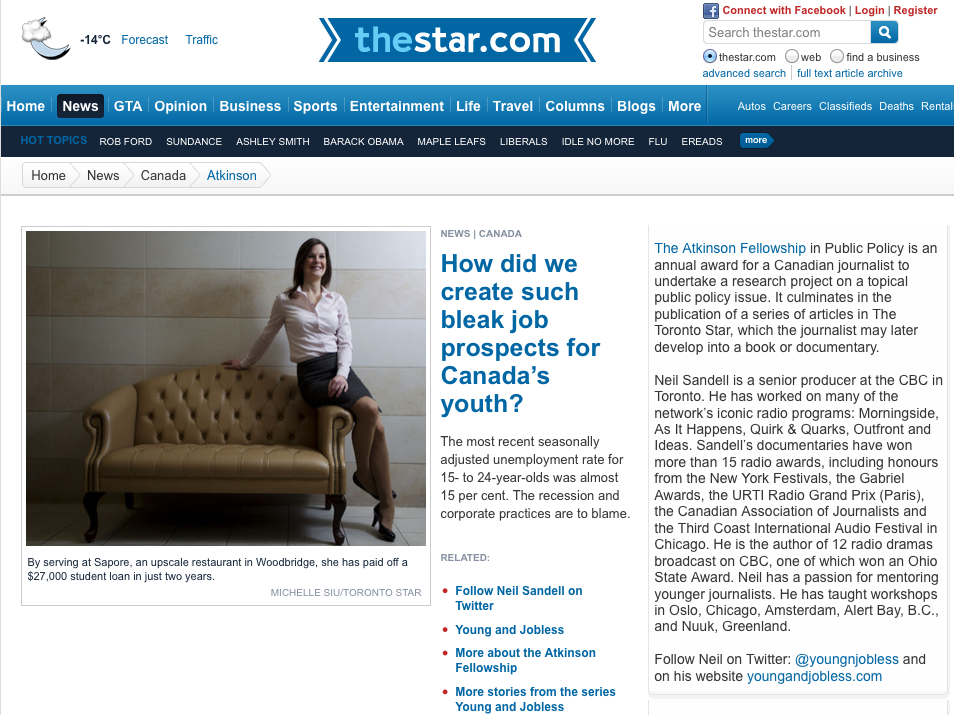 -14°C Forecast Traffic
thestar.com
Connect with Facebook | Login | Register
Search thestar.com
thestar.com web find a business
advanced search | full text article archive
Home News GTA Opinion Business Sports Entertainment Life Travel Columns Blogs More
Autos Careers Classifieds Deaths Rental
HOT TOPICS ROB FORD SUNDANCE ASHLEY SMITH BARACK OBAMA MAPLE LEAFS LIBERALS IDLE NO MORE FLU EREADS more
Home News Canada Atkinson
By serving at Sapore, an upscale restaurant in Woodbridge, she has paid off a
$27,000 student loan in just two years.
MICHELLE SIU/TORONTO STAR
NEWS | CANADA
How did we
create such
bleak job
prospects for
Canada’s
youth?
The most recent seasonally
adjusted unemployment rate for
15- to 24-year-olds was almost
15 per cent. The recession and
corporate practices are to blame.
RELATED:
• Follow Neil Sandell on
Twitter
• Young and Jobless
• More about the Atkinson
Fellowship
• More stories from the series
Young and Jobless
The Atkinson Fellowship in Public Policy is an
annual award for a Canadian journalist to
undertake a research project on a topical
public policy issue. It culminates in the
publication of a series of articles in The
Toronto Star, which the journalist may later
develop into a book or documentary.
Neil Sandell is a senior producer at the CBC in
Toronto. He has worked on many of the
network’s iconic radio programs: Morningside,
As It Happens, Quirk & Quarks, Outfront and
Ideas. Sandell’s documentaries have won
more than 15 radio awards, including honours
from the New York Festivals, the Gabriel
Awards, the URTI Radio Grand Prix (Paris),
the Canadian Association of Journalists and
the Third Coast International Audio Festival in
Chicago. He is the author of 12 radio dramas
broadcast on CBC, one of which won an Ohio
State Award. Neil has a passion for mentoring
younger journalists. He has taught workshops
in Oslo, Chicago, Amsterdam, Alert Bay, B.C.,
and Nuuk, Greenland.
Follow Neil on Twitter: @youngnjobless and
on his website youngandjobless.com